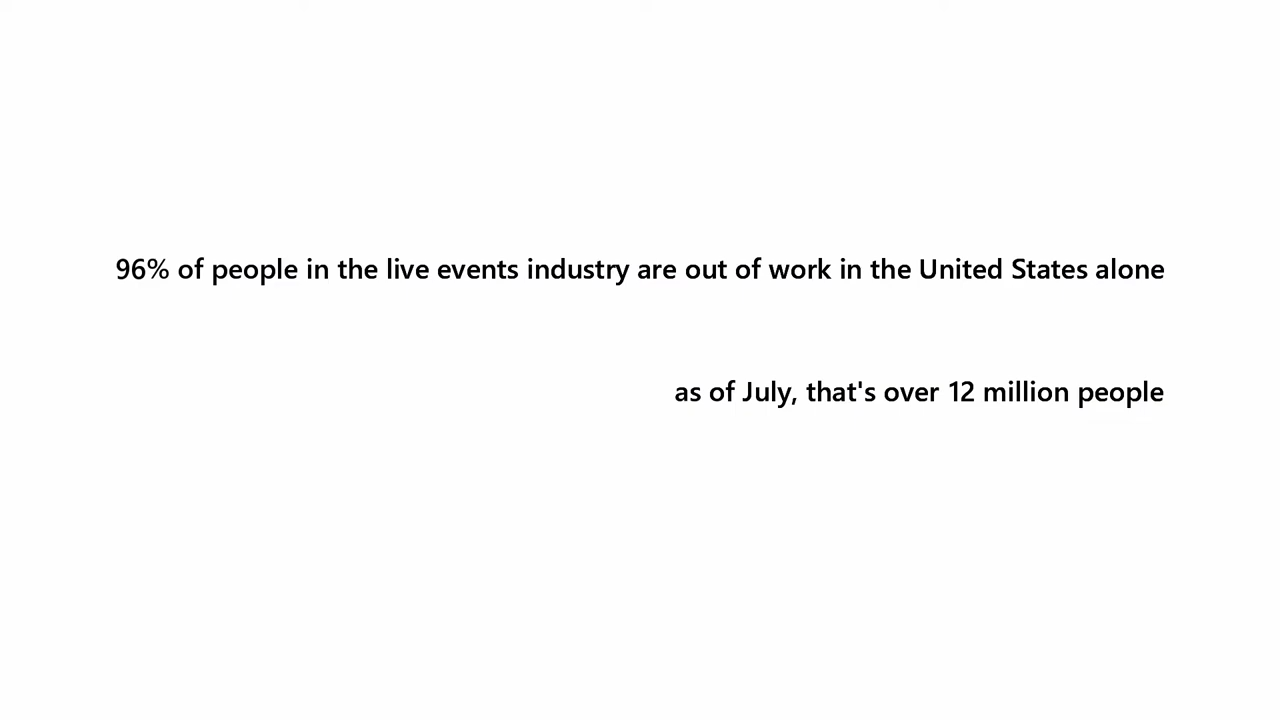 96% of people in the live events industry are out of work in the United States alone
as of July, that's over 12 million people